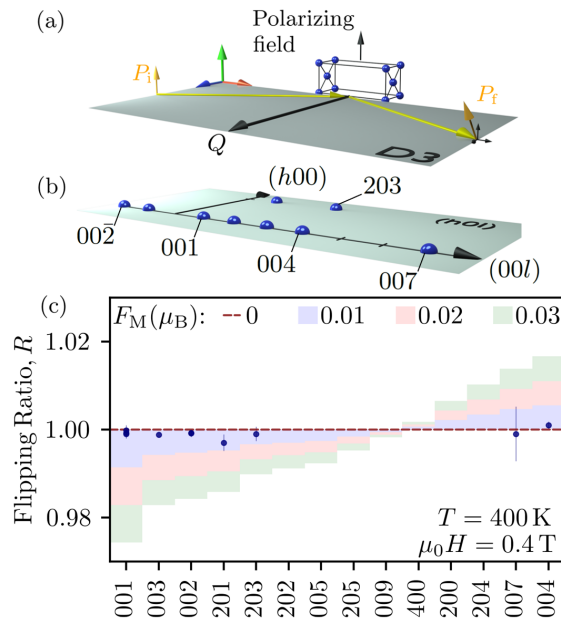 (a)
Polarizing
field
P_i
P_f
Q
D3
(b)
(h00)
203
(h0l)
002̄
001
004
007
(00l)
(c)
F_M(μ_B): 0 0.01 0.02 0.03
Flipping Ratio, R
1.02
1.00
0.98
T = 400 K
μ_0H = 0.4 T
001 003 002 201 203 202 005 205 009 400 200 204 007 004